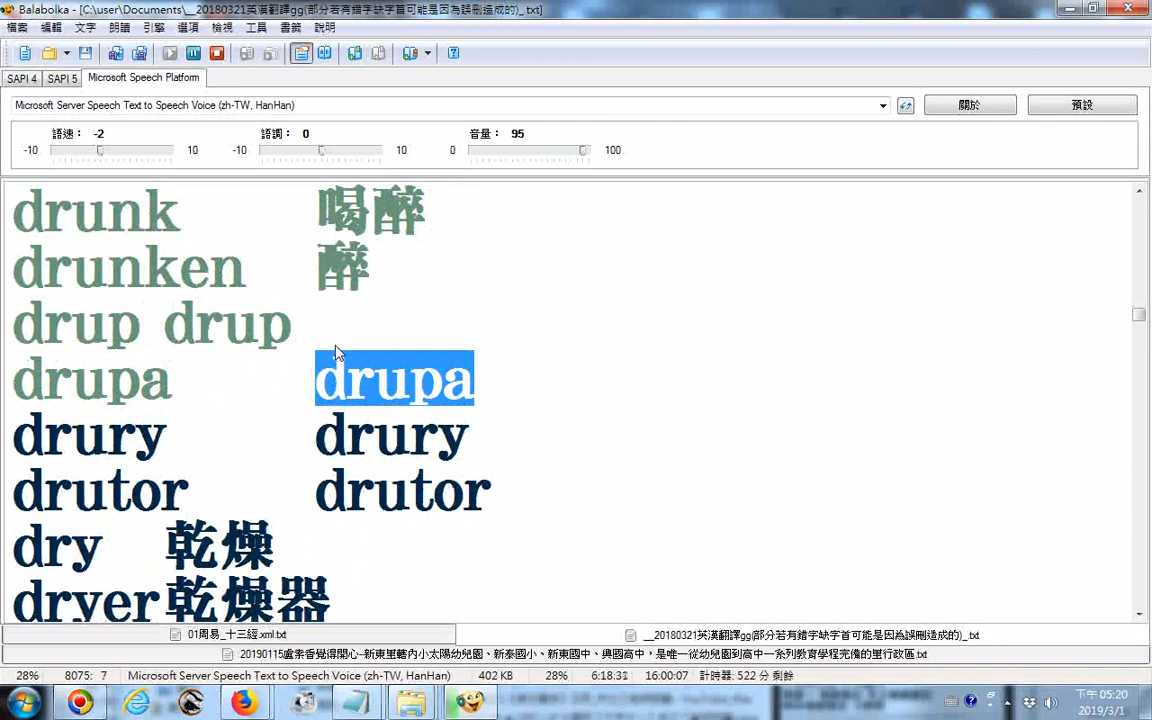 Balabolka - [C:\user\Documents\__20180321英漢翻譯gg(部分若有錯字缺字首可能是因為誤刪造成的)_.txt]
檔案 編輯 文字 朗讀 引擎 選項 檢視 工具 書籤 說明
SAPI 4 SAPI 5 Microsoft Speech Platform
Microsoft Server Speech Text to Speech Voice (zh-TW, HanHan) 關於 預設
語速： -2 語調： 0 音量： 95
-10 10 -10 10 0 100
drunk 喝醉
drunken 醉
drup drup
drupa drupa
drury drury
drutor drutor
dry 乾燥
dryer乾燥器
01周易_十三經.xml.txt __20180321英漢翻譯gg(部分若有錯字缺字首可能是因為誤刪造成的)_.txt
20190115盧素香覺得開心-新東里轄內小太陽幼兒園、新泰國小、新東國中、興國高中，是唯一從幼兒園到高中一系列教育學程完備的里行政區.txt
28% 8075: 7 Microsoft Server Speech Text to Speech Voice (zh-TW, HanHan) 402 KB 28% 6:18:31 16:00:07 計時器: 522 分 剩餘
下午 05:20
2019/3/1